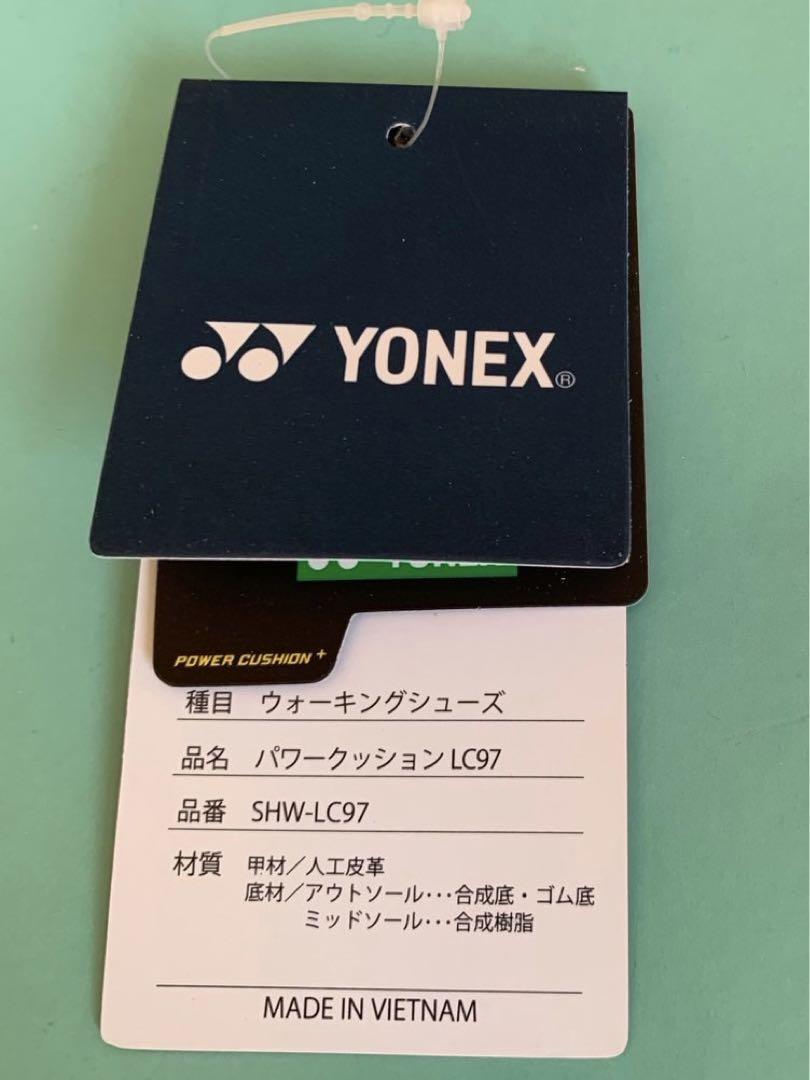 YONEX®
POWER CUSHION +
種目 ウォーキングシューズ
品名 パワークッション LC97
品番 SHW-LC97
材質 甲材／人工皮革
底材／アウトソール･･･合成底・ゴム底
ミッドソール･･･合成樹脂
MADE IN VIETNAM